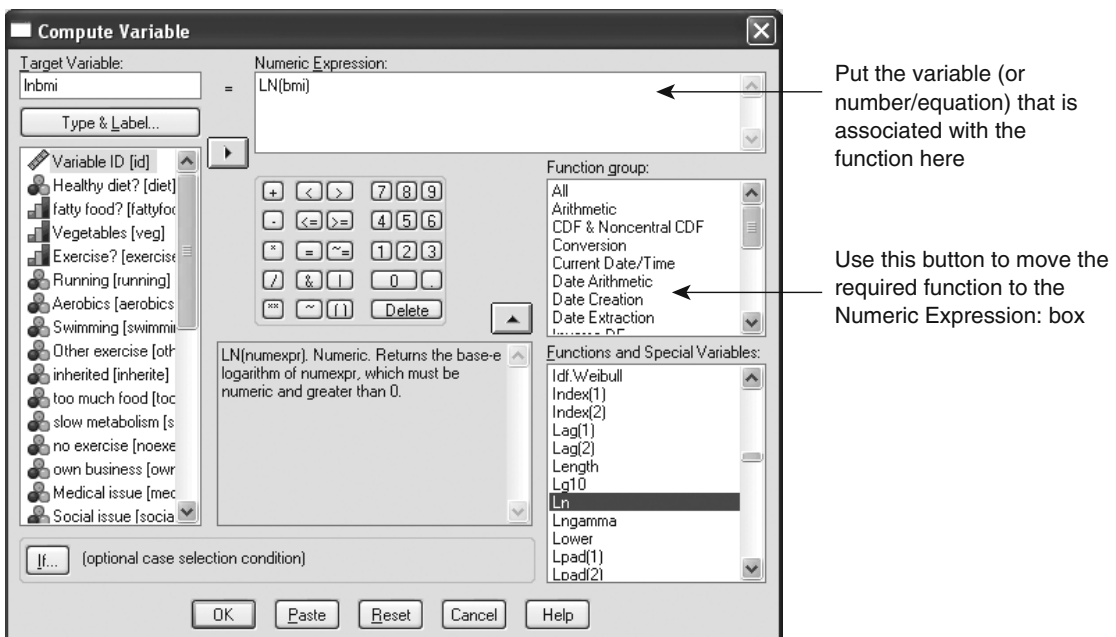 Compute Variable
Target Variable:
lnbmi
=
Numeric Expression:
LN(bmi)
Type & Label...
Variable ID [id]
Healthy diet? [diet]
fatty food? [fattyfoo
Vegetables [veg]
Exercise? [exercise
Running [running]
Aerobics [aerobics
Swimming [swimmin
Other exercise [oth
inherited [inherite]
too much food [too
slow metabolism [s
no exercise [noexe
own business [owr
Medical issue [med
Social issue [socia
+ < > 7 8 9
- <= >= 4 5 6
* = ~= 1 2 3
/ & | 0 .
** ~ () Delete
LN(numexpr). Numeric. Returns the base-e
logarithm of numexpr, which must be
numeric and greater than 0.
Function group:
All
Arithmetic
CDF & Noncentral CDF
Conversion
Current Date/Time
Date Arithmetic
Date Creation
Date Extraction
Inverse DF
Functions and Special Variables:
Idf.Weibull
Index(1)
Index(2)
Lag(1)
Lag(2)
Length
Lg10
Ln
Lngamma
Lower
Lpad(1)
Lpad(2)
If...
(optional case selection condition)
OK
Paste
Reset
Cancel
Help
Put the variable (or
number/equation) that is
associated with the
function here
Use this button to move the
required function to the
Numeric Expression: box